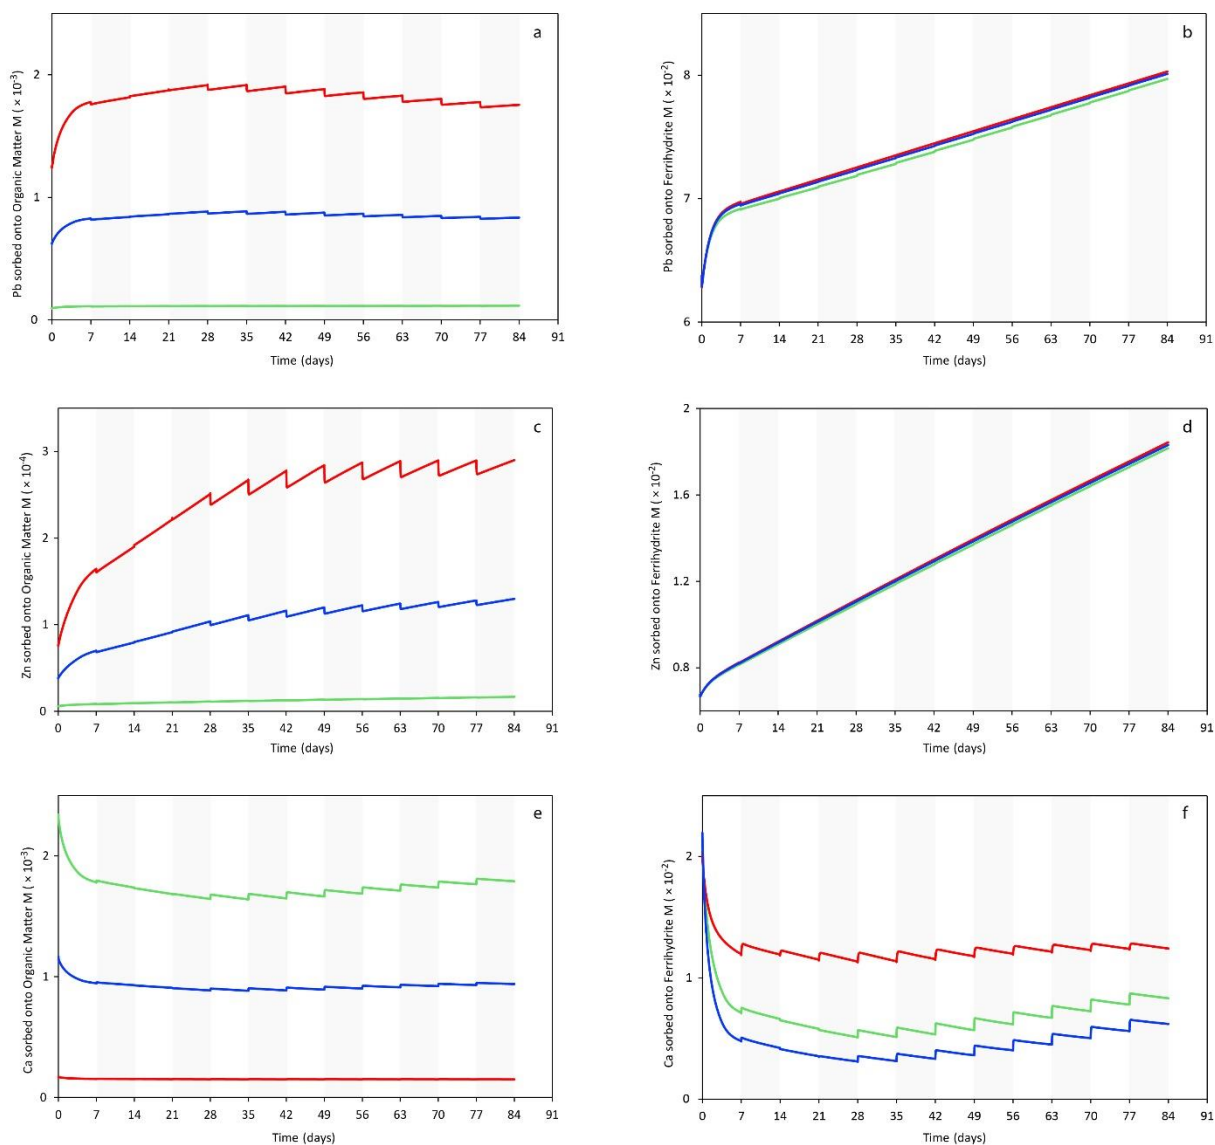 a
Pb sorbed onto Organic Matter M ( × 10⁻³)
2
1
0
0 7 14 21 28 35 42 49 56 63 70 77 84 91
Time (days)
b
Pb sorbed onto Ferrihydrite M ( × 10⁻²)
8
7
6
0 7 14 21 28 35 42 49 56 63 70 77 84 91
Time (days)
c
Zn sorbed onto Organic Matter M ( × 10⁻⁴)
3
2
1
0
0 7 14 21 28 35 42 49 56 63 70 77 84 91
Time (days)
d
Zn sorbed onto Ferrihydrite M ( × 10⁻²)
2
1.6
1.2
0.8
0 7 14 21 28 35 42 49 56 63 70 77 84 91
Time (days)
e
Ca sorbed onto Organic Matter M ( × 10⁻³)
2
1
0
0 7 14 21 28 35 42 49 56 63 70 77 84 91
Time (days)
f
Ca sorbed onto Ferrihydrite M ( × 10⁻²)
2
1
0
0 7 14 21 28 35 42 49 56 63 70 77 84 91
Time (days)